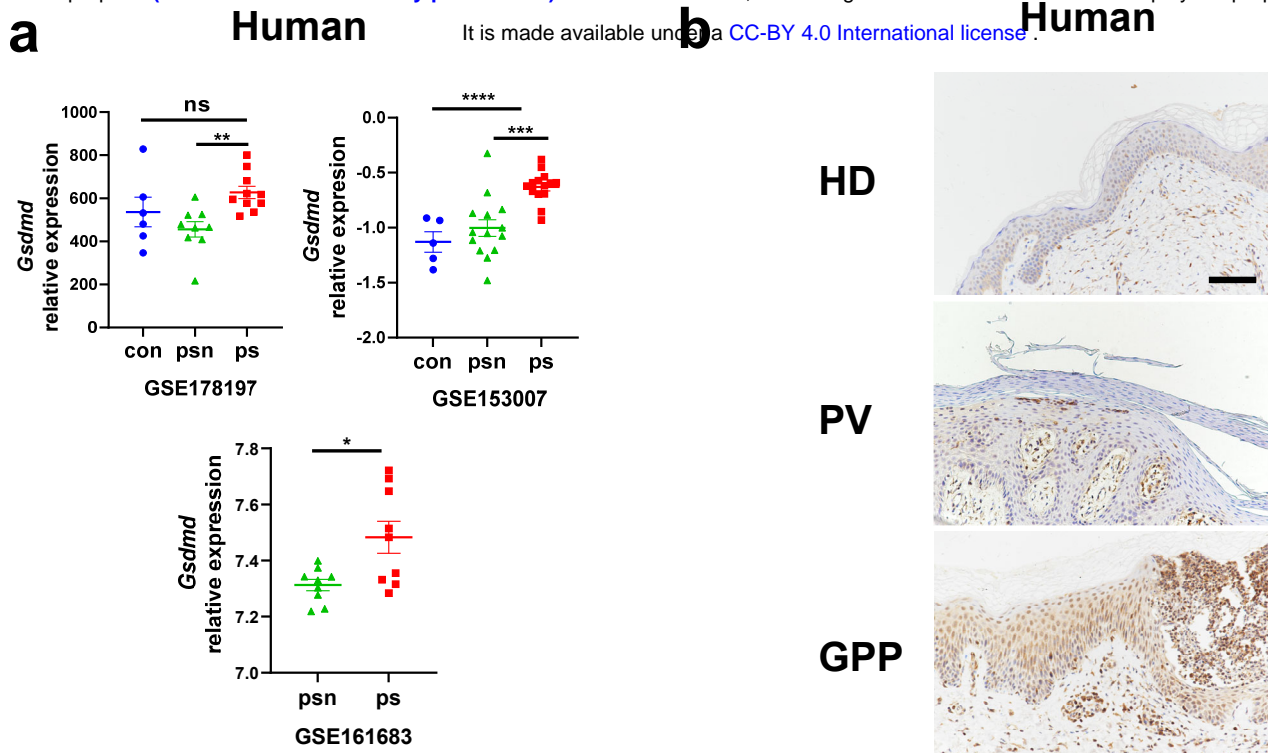 a
Human
It is made available under a CC-BY 4.0 International license .
b
Human
ns
**
1000
800
600
400
200
0
Gsdmd
relative expression
con psn ps
GSE178197
****
***
0.0
-0.5
-1.0
-1.5
-2.0
Gsdmd
relative expression
con psn ps
GSE153007
*
7.8
7.6
7.4
7.2
7.0
Gsdmd
relative expression
psn ps
GSE161683
HD
PV
GPP